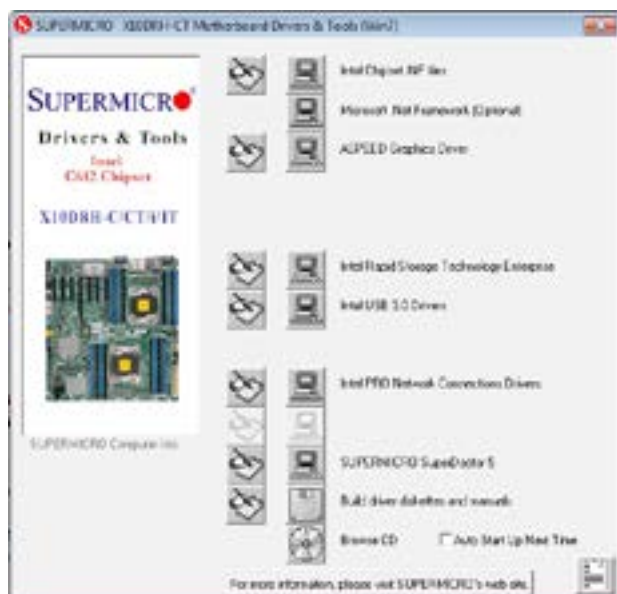 SUPERMICRO X10DRH-CT Motherboard Drivers & Tools (Win7)
SUPERMICRO
Drivers & Tools
Intel
C612 Chipset
X10DRH-C/CT/i/iT
SUPERMICRO Computer Inc.
Intel Chipset INF files
Microsoft .Net Framework (Optional)
ASPEED Graphics Driver
Intel Rapid Storage Technology Enterprise
Intel USB 3.0 Drivers
Intel PRO Network Connections Drivers
SUPERMICRO SuperDoctor 5
Build driver diskettes and manuals
Browse CD
Auto Start Up Next Time
For more information, please visit SUPERMICRO's web site.